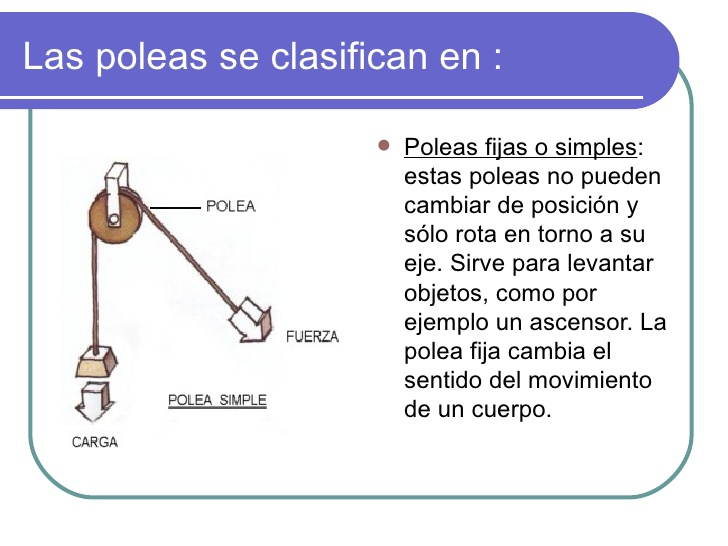 Las poleas se clasifican en :
POLEA
FUERZA
POLEA SIMPLE
CARGA
Poleas fijas o simples:
estas poleas no pueden
cambiar de posición y
sólo rota en torno a su
eje. Sirve para levantar
objetos, como por
ejemplo un ascensor. La
polea fija cambia el
sentido del movimiento
de un cuerpo.